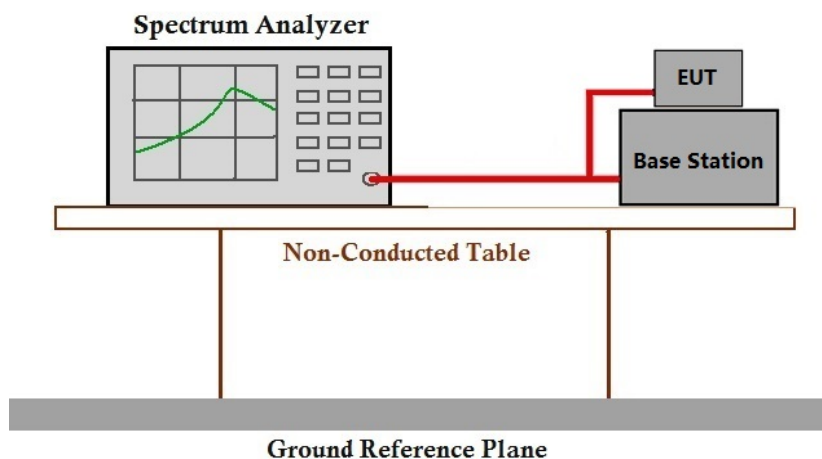 Spectrum Analyzer
EUT
Base Station
Non-Conducted Table
Ground Reference Plane